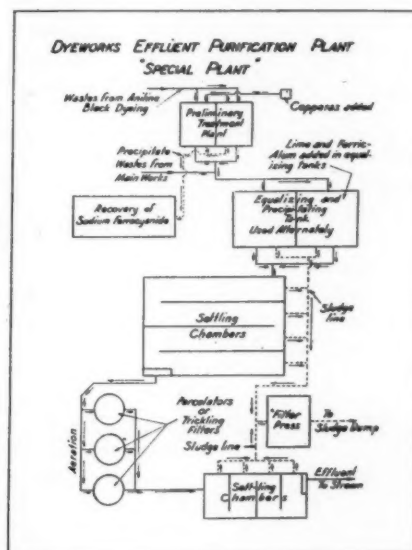 DYEWORKS EFFLUENT PURIFICATION PLANT
"SPECIAL PLANT"
Wastes from Aniline
Black Dyeing
Copperas added
Preliminary
Treatment
Plant
Lime and Ferric-
Alum added in equal-
ising tanks
Precipitate
Wastes from
Main Works
Recovery of
Sodium Ferrocyanide
Equalising and
Precipitating
Tank
Used Alternately
Settling
Chambers
Sludge
line
Percolators
or
Trickling
Filters
Aeration
Filter
Press
To
Sludge Dump
Sludge line
Settling
Chambers
Effluent
To Stream